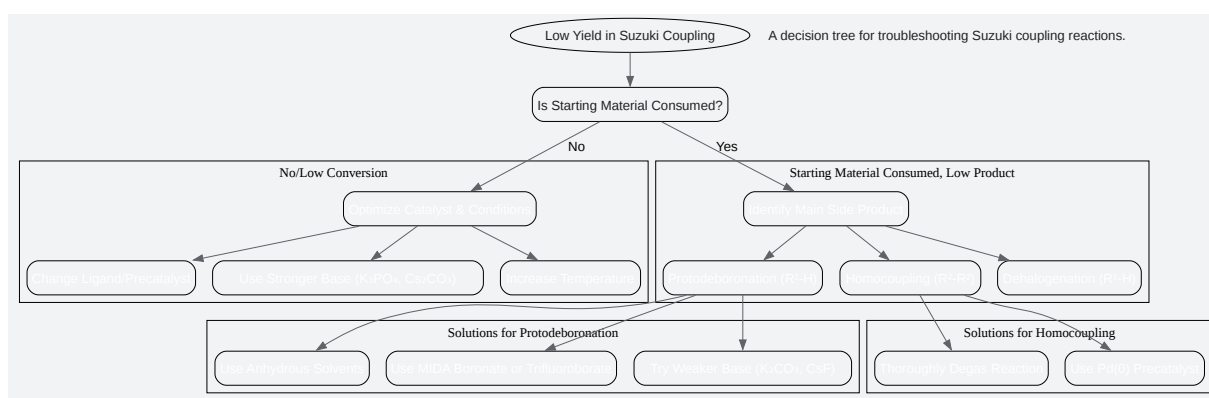 Low Yield in Suzuki Coupling
A decision tree for troubleshooting Suzuki coupling reactions.
Is Starting Material Consumed?
No
Yes
No/Low Conversion
Starting Material Consumed, Low Product
Optimize Catalyst & Conditions
Identify Main Side Product
Change Ligand/Precatalyst
Use Stronger Base (K₃PO₄, Cs₂CO₃)
Increase Temperature
Protodeboronation (R²-H)
Homocoupling
Dehalogenation (R¹-H)
Solutions for Protodeboronation
Solutions for Homocoupling
Use Anhydrous Solvents
Use MIDA Boronate or Trifluoroborate
Try Weaker Base (K₂CO₃, CsF)
Thoroughly Degas Reaction
Use Pd(0) Precatalyst